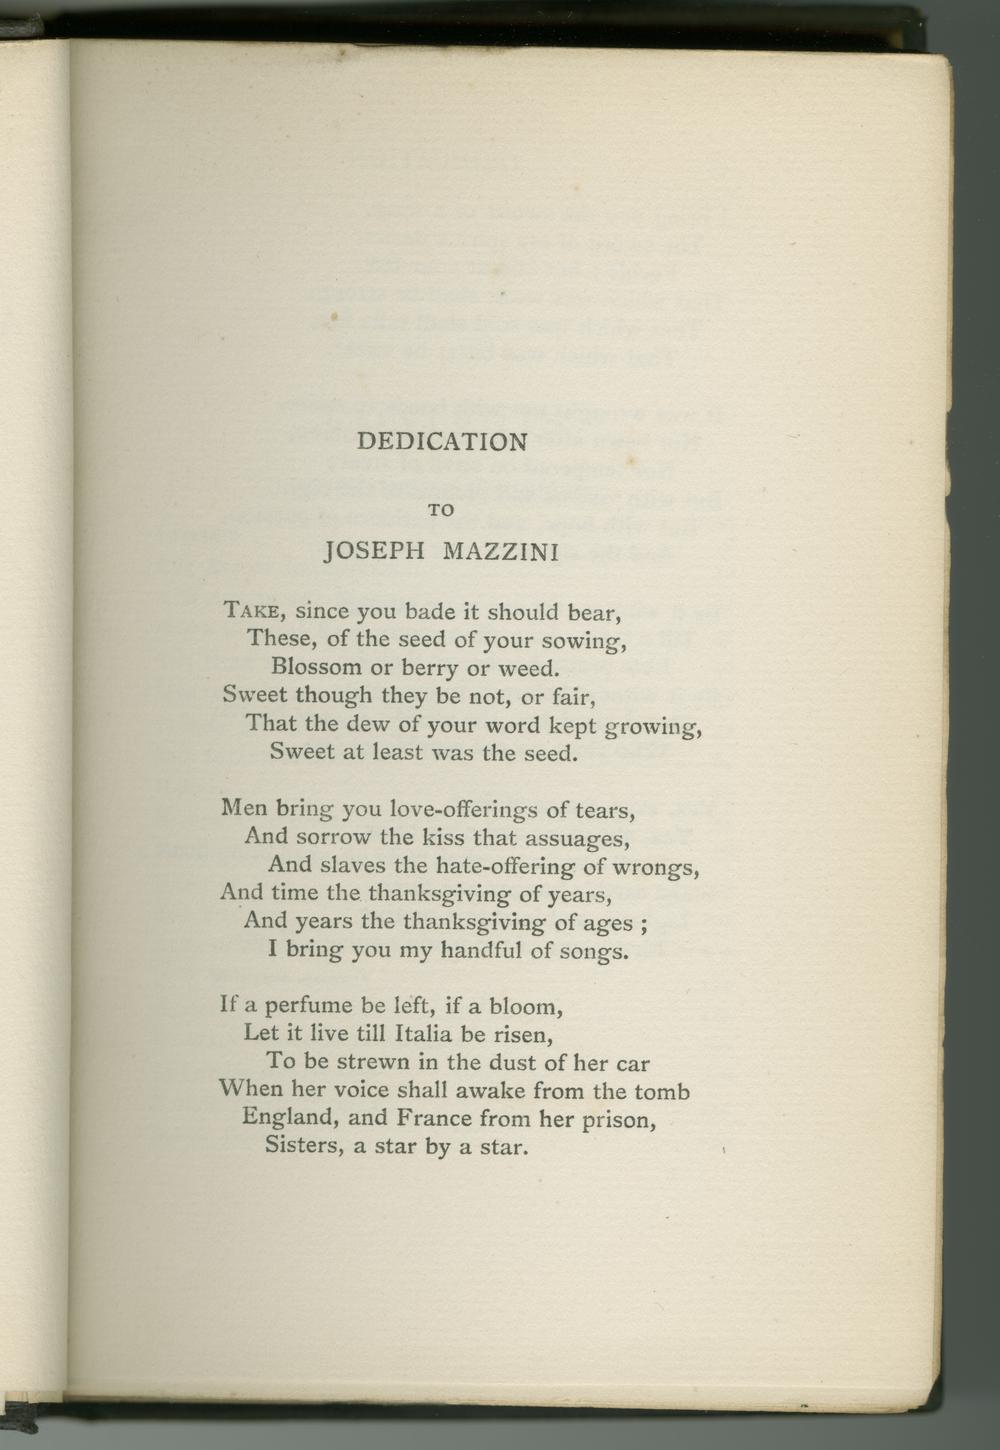 DEDICATION
TO
JOSEPH MAZZINI
TAKE, since you bade it should bear,
These, of the seed of your sowing,
Blossom or berry or weed.
Sweet though they be not, or fair,
That the dew of your word kept growing,
Sweet at least was the seed.
Men bring you love-offerings of tears,
And sorrow the kiss that assuages,
And slaves the hate-offering of wrongs,
And time the thanksgiving of years,
And years the thanksgiving of ages ;
I bring you my handful of songs.
If a perfume be left, if a bloom,
Let it live till Italia be risen,
To be strewn in the dust of her car
When her voice shall awake from the tomb
England, and France from her prison,
Sisters, a star by a star.